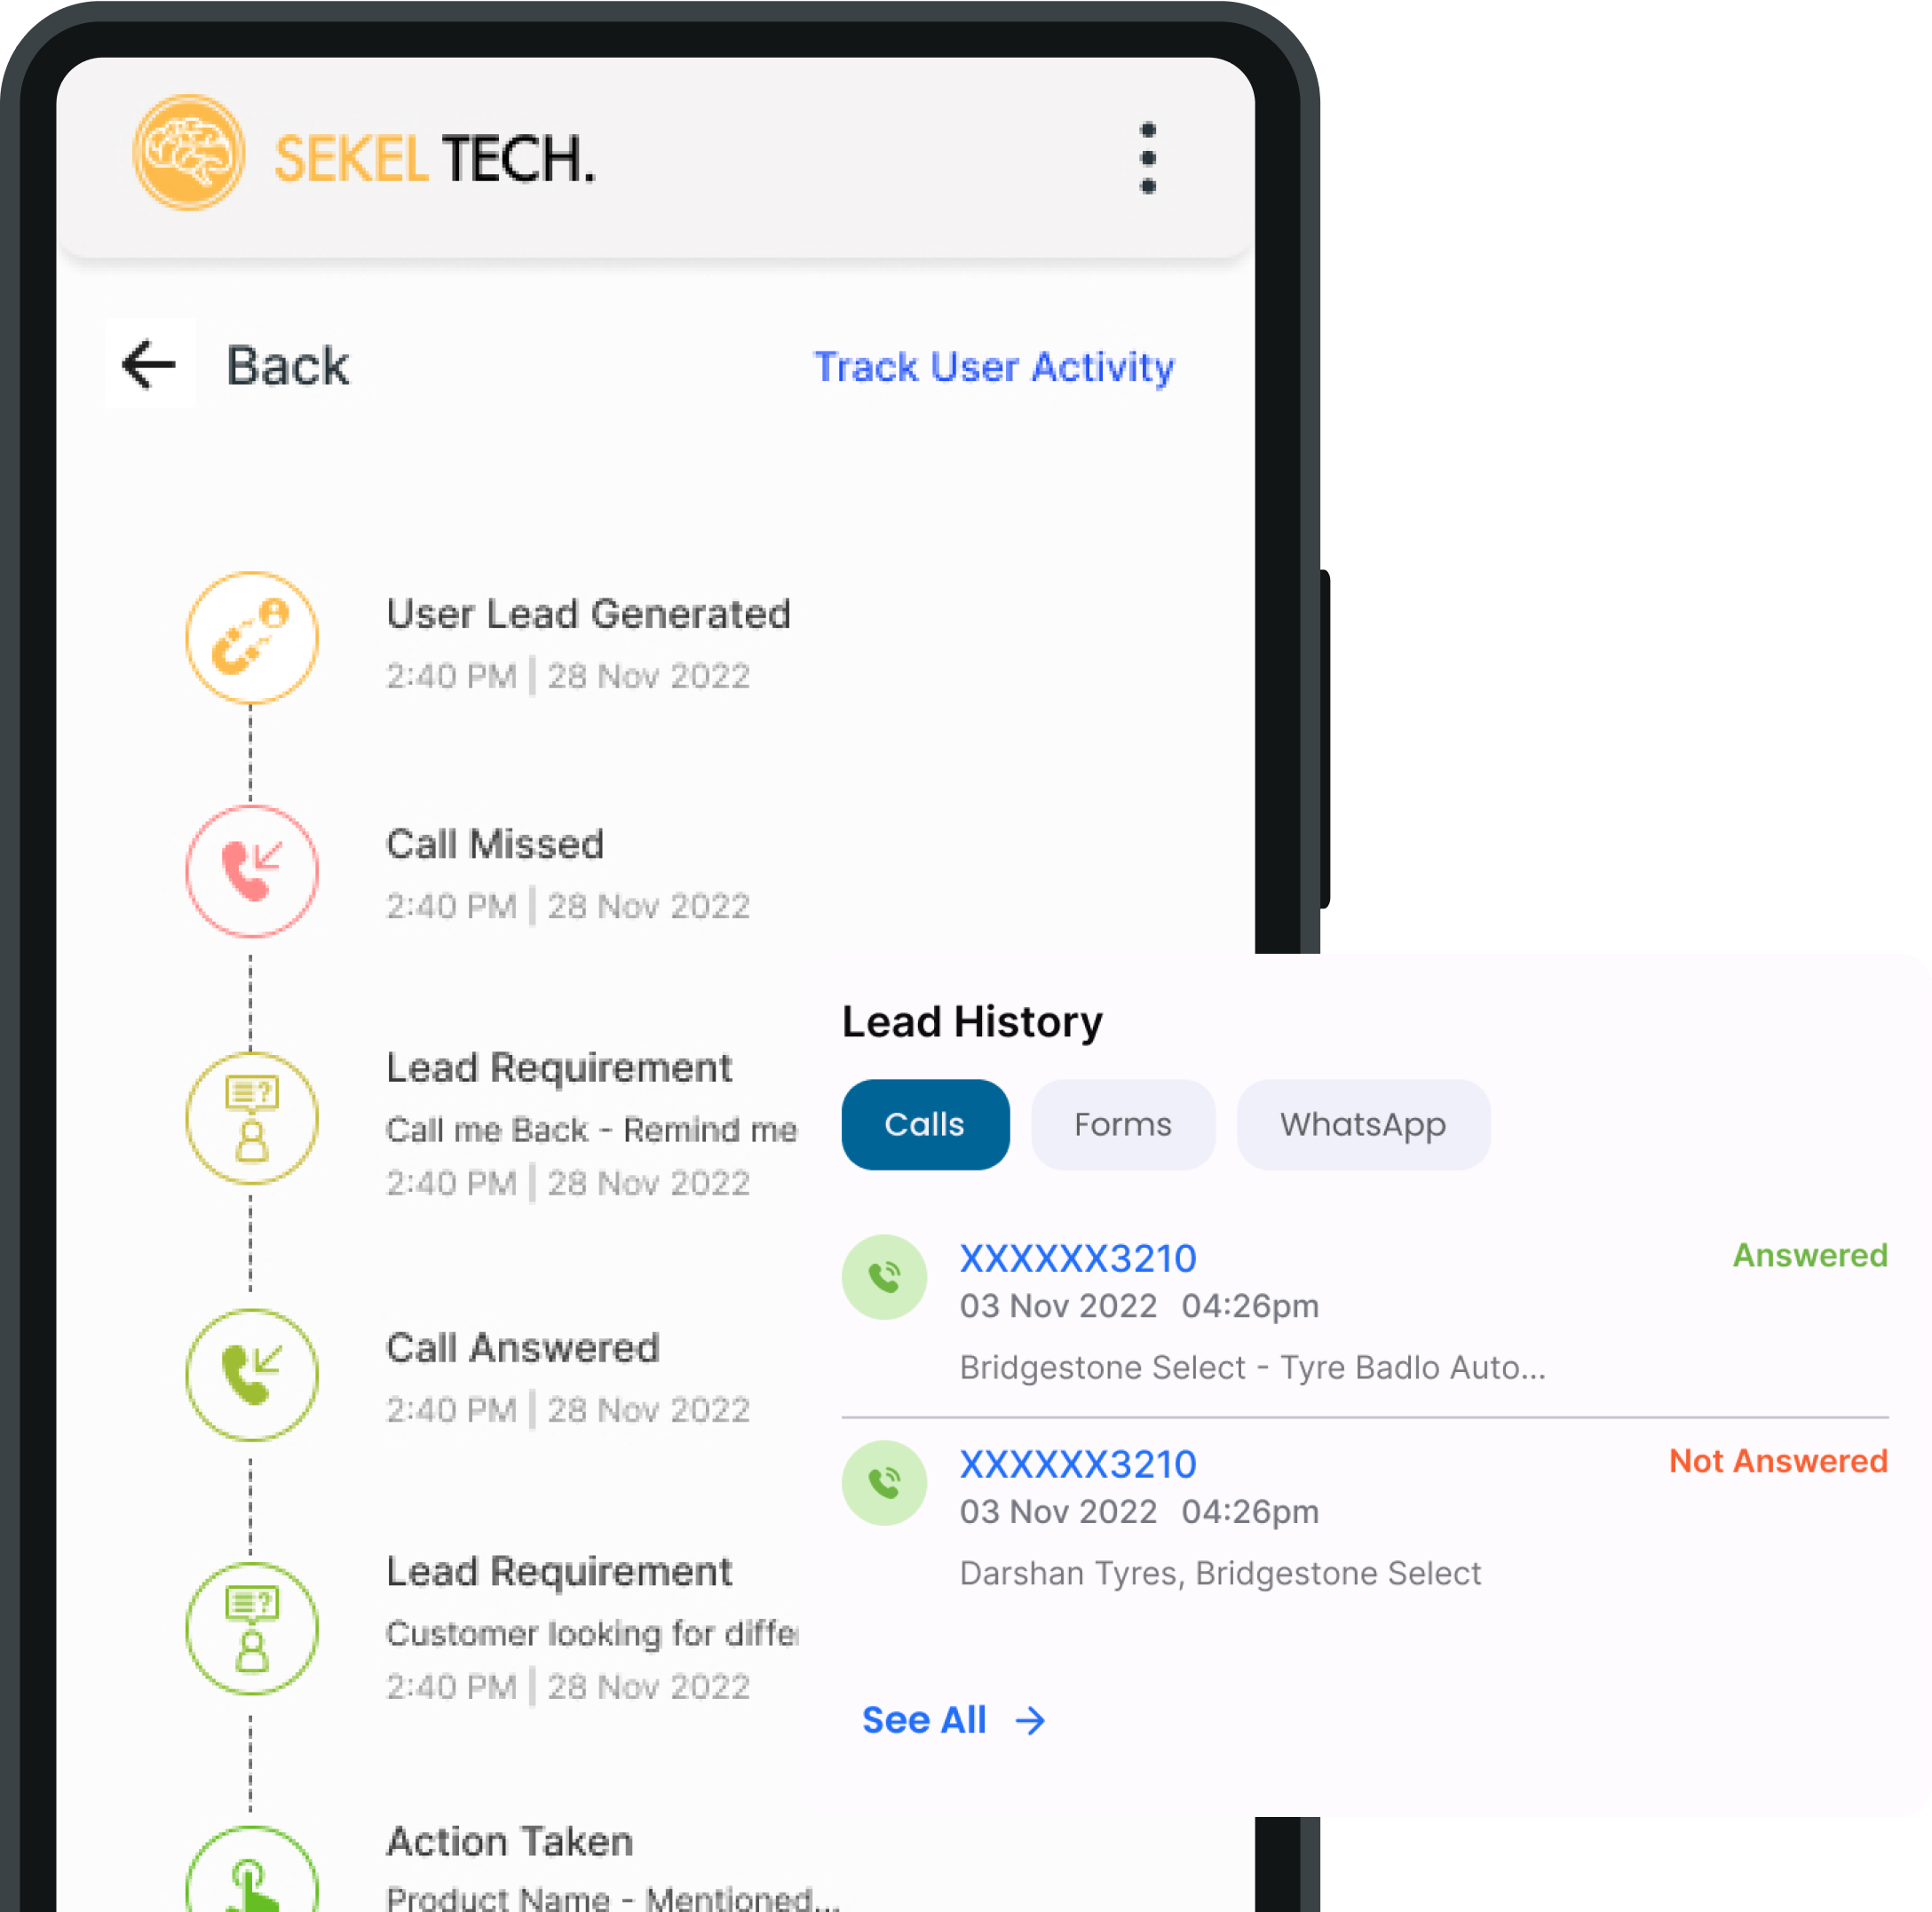 SEKEL TECH.
Back
Track User Activity
User Lead Generated
2:40 PM | 28 Nov 2022
Call Missed
2:40 PM | 28 Nov 2022
Lead Requirement
Call me Back - Remind me
2:40 PM | 28 Nov 2022
Call Answered
2:40 PM | 28 Nov 2022
Lead Requirement
Customer looking for
2:40 PM | 28 Nov 2022
Action Taken
Product Name - Mentioned...
Lead History
Calls
Forms
WhatsApp
XXXXXX3210
Answered
03 Nov 2022 04:26pm
Bridgestone Select - Tyre Badlo Auto...
XXXXXX3210
Not Answered
03 Nov 2022 04:26pm
Darshan Tyres, Bridgestone Select
See All